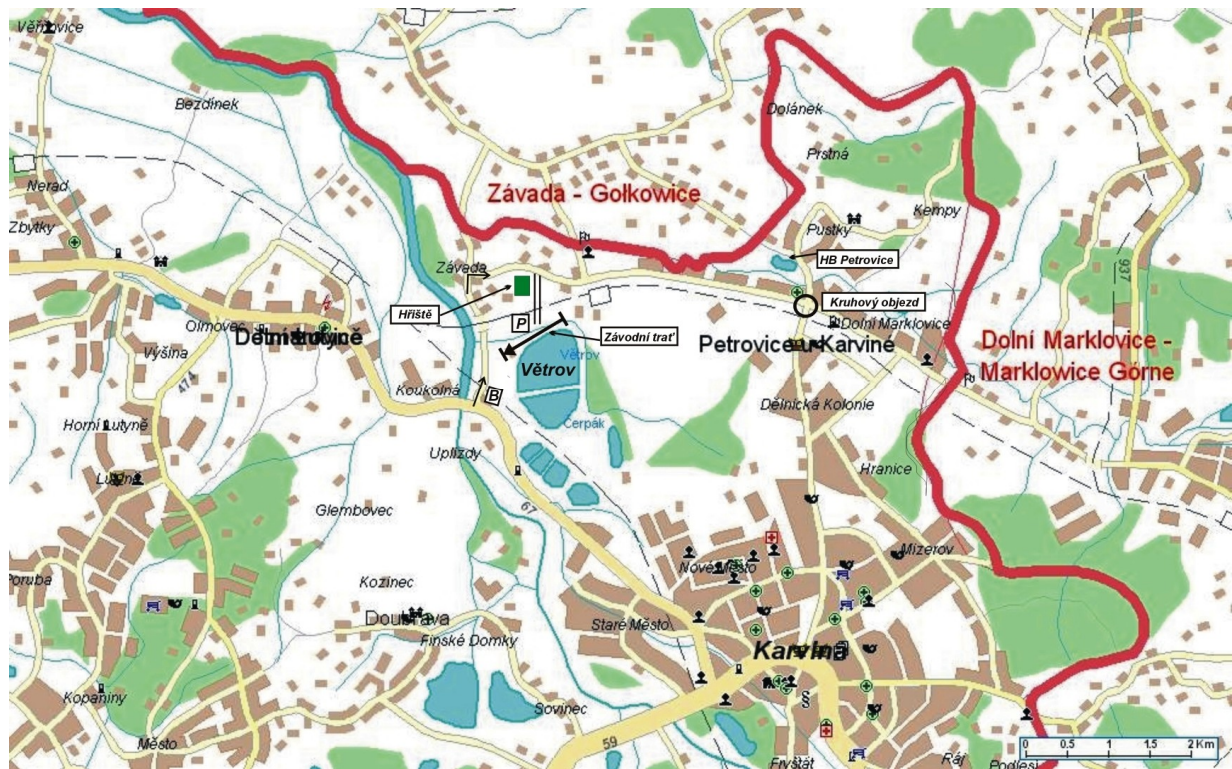 Věřňovice
Bezdínek
Dolánek
Prstná
Závada - Gołkowice
Nerad
Kempy
Zbytky
Pustky
HB Petrovice
937
Závada
Hřiště
Kruhový objezd
P
Olmovec
Závodní trať
Dolní Marklovice
Petrovice u Karviné
Dolní Marklovice -
Marklowice Górne
Výšina
Větrov
Větrov
474
Koukolná
B
Dělnická Kolonie
Horní Lutyně
Čerpák
Uplizdy
Hranice
67
Glembovec
Mizerov
Nové Město
Poruba
Kozinec
Doubrava
Finské Domky
Staré Město
Karviná
Kopaniny
Sovinec
§
Město
59
Fryštát
Ráj
Podlesí
0 0.5 1 1.5 2 Km